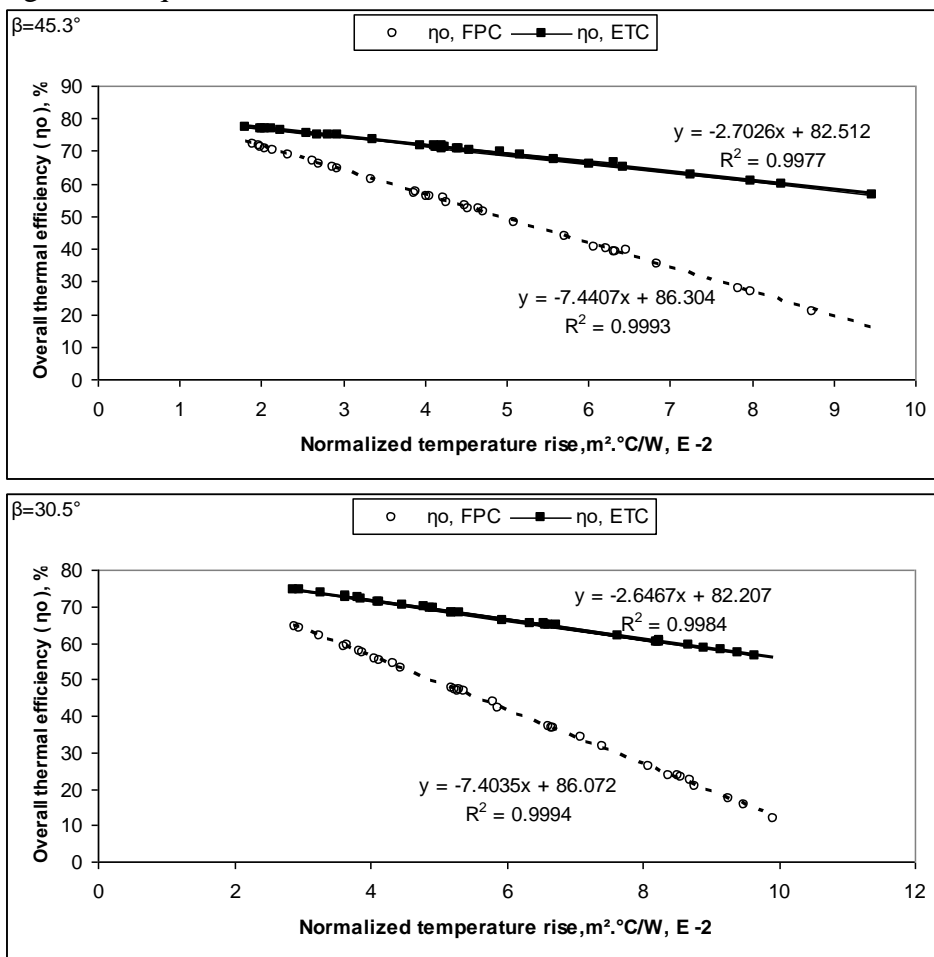 β=45.3°
ηo, FPC ηo, ETC
Overall thermal efficiency ( ηo ), %
90
80
70
60
50
40
30
20
10
0
y = -2.7026x + 82.512
R² = 0.9977
y = -7.4407x + 86.304
R² = 0.9993
0 1 2 3 4 5 6 7 8 9 10
Normalized temperature rise,m².°C/W, E -2
β=30.5°
ηo, FPC ηo, ETC
Overall thermal efficiency ( ηo ), %
80
70
60
50
40
30
20
10
0
y = -2.6467x + 82.207
R² = 0.9984
y = -7.4035x + 86.072
R² = 0.9994
0 2 4 6 8 10 12
Normalized temperature rise,m².°C/W, E -2